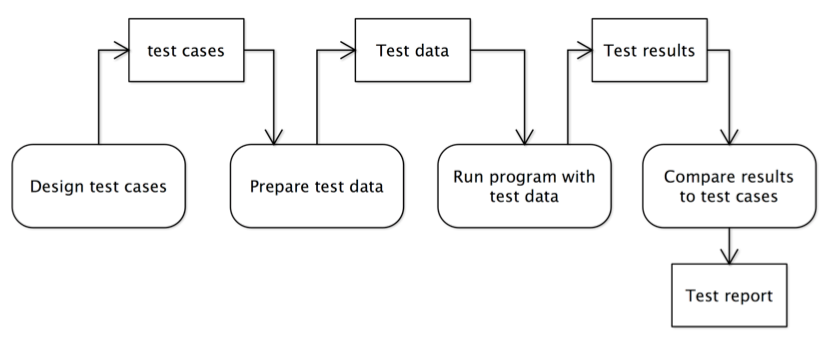 test cases
Test data
Test results
Design test cases
Prepare test data
Run program with
test data
Compare results
to test cases
Test report